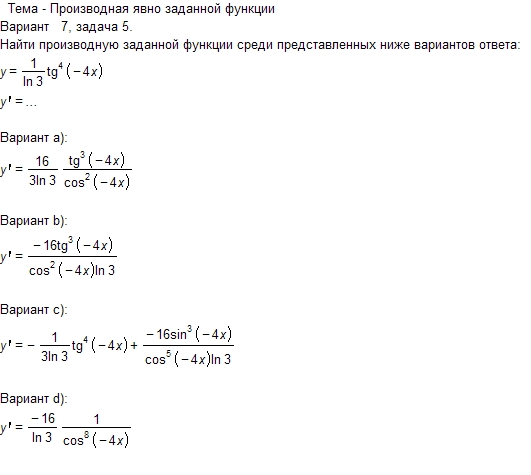 Тема - Производная явно заданной функции
Вариант 7, задача 5.
Найти производную заданной функции среди представленных ниже вариантов ответа:
y = \frac{1}{\ln 3} tg^4 (-4x)
y' = ...
Вариант a):
y' = \frac{16}{3 \ln 3} \frac{tg^3 (-4x)}{\cos^2 (-4x)}
Вариант b):
y' = \frac{-16 tg^3 (-4x)}{\cos^2 (-4x) \ln 3}
Вариант c):
y' = - \frac{1}{3 \ln 3} tg^4 (-4x) + \frac{-16 \sin^3 (-4x)}{\cos^5 (-4x) \ln 3}
Вариант d):
y' = \frac{-16}{\ln 3} \frac{1}{\cos^8 (-4x)}